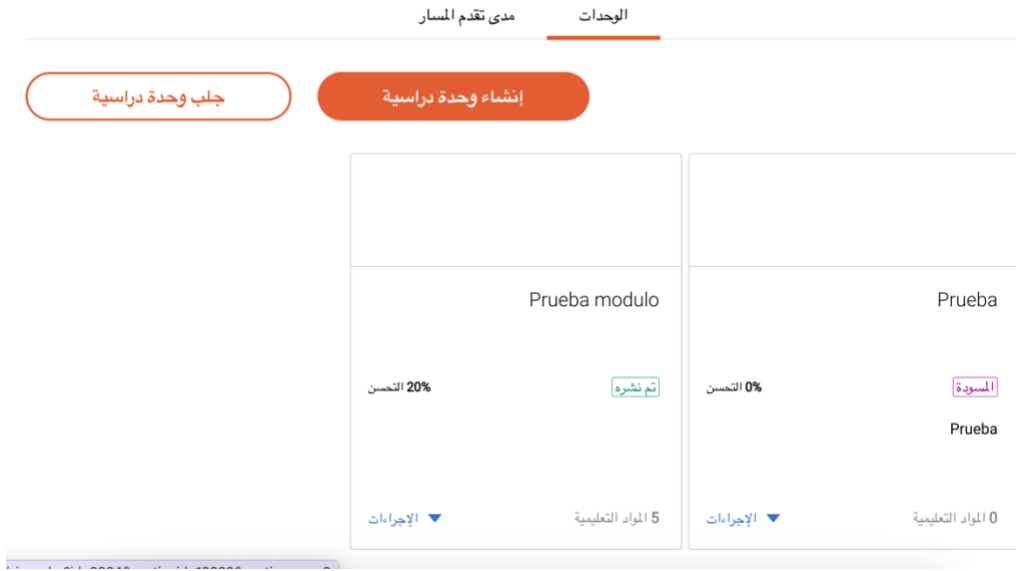 الوحدات
مدى تقدم المسار
إنشاء وحدة دراسية
جلب وحدة دراسية
Prueba
المسودة
0% التحسن
Prueba
0 المواد التعليمية
الإجراءات
Prueba modulo
تم نشره
20% التحسن
5 المواد التعليمية
الإجراءات